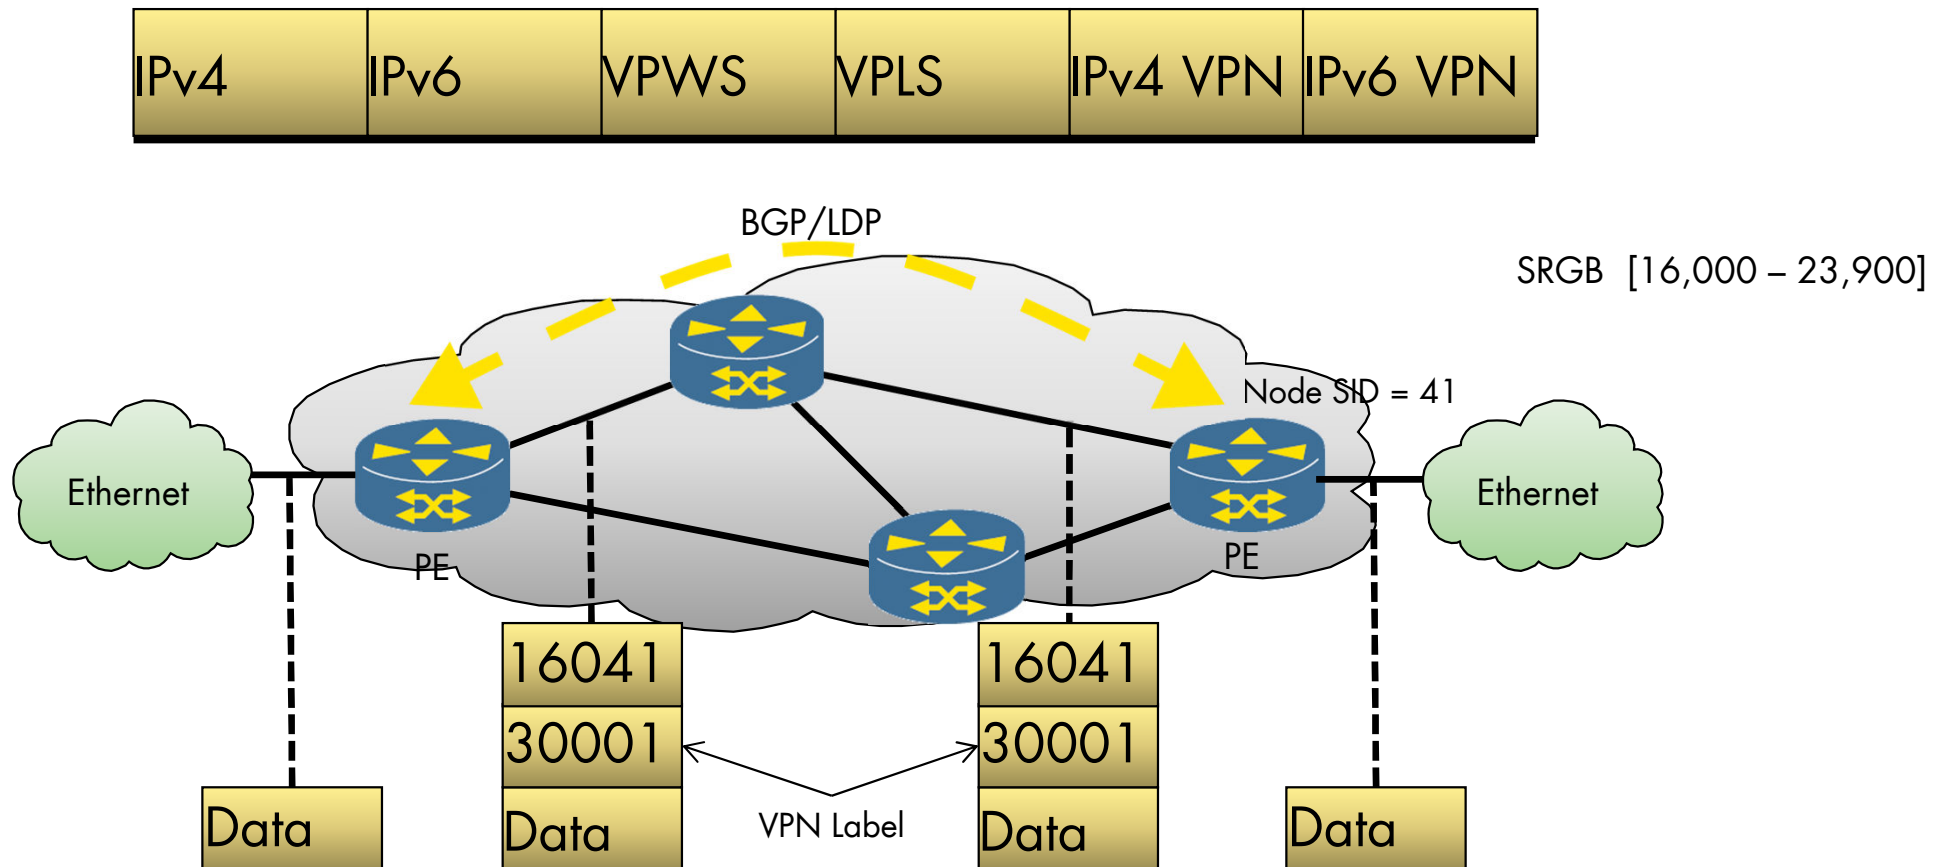 IPv4 IPv6 VPWS VPLS IPv4 VPN IPv6 VPN
BGP/LDP
SRGB [16,000 – 23,900]
Node SID = 41
Ethernet
Ethernet
PE
PE
16041
16041
30001
30001
Data
Data
VPN Label
Data
Data